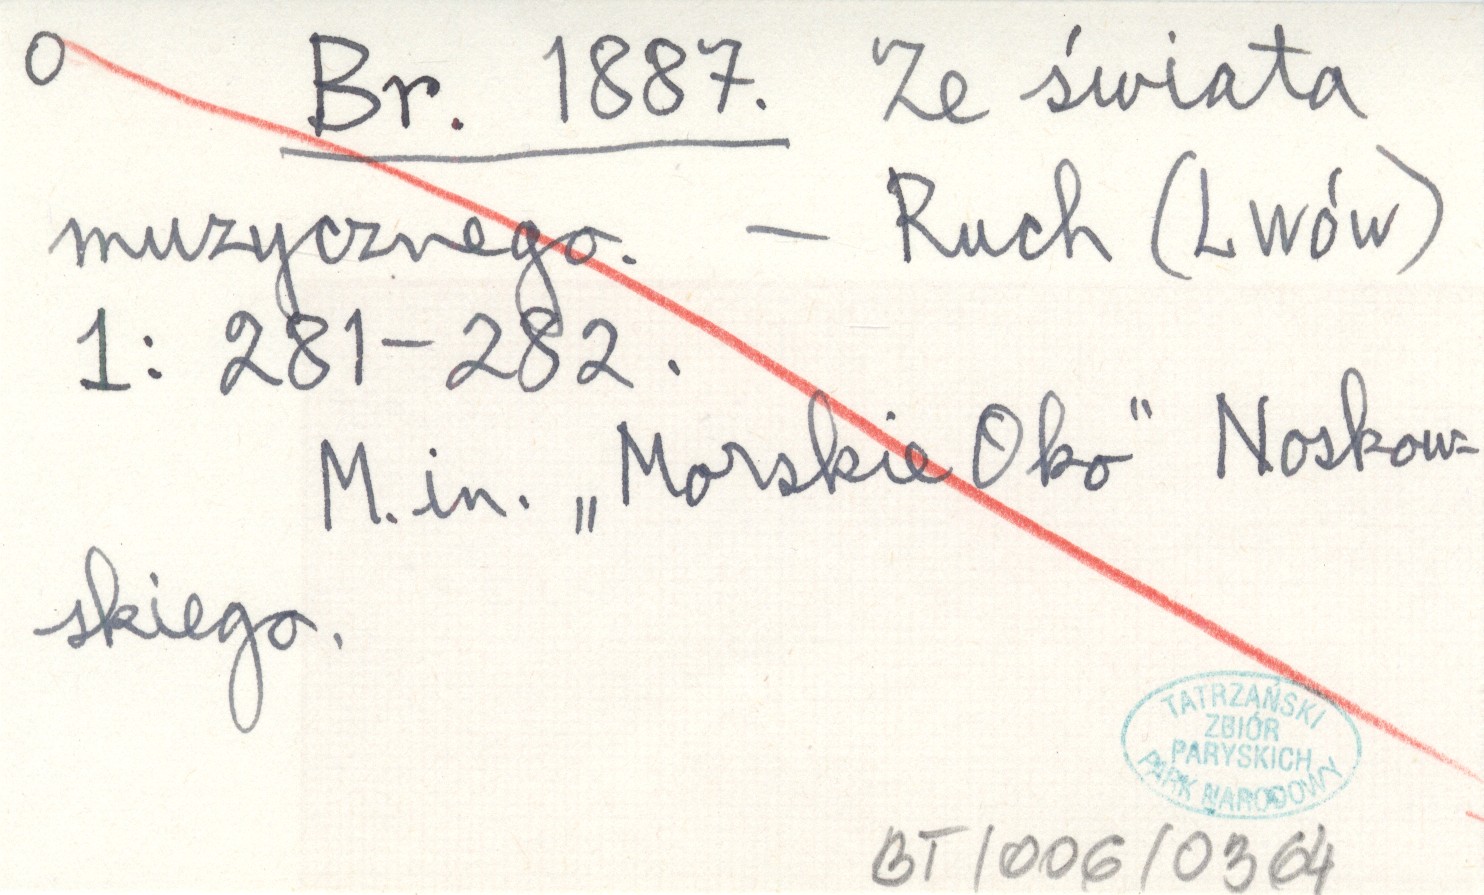 O Br. 1887. Ze świata
muzycznego. — Ruch (Lwów)
1: 281–282.
M. in. „Morskie Oko" Noskow-
skiego.
TATRZAŃSKI
ZBIÓR
PARYSKICH
PARK NARODOWY
BT/006/0364